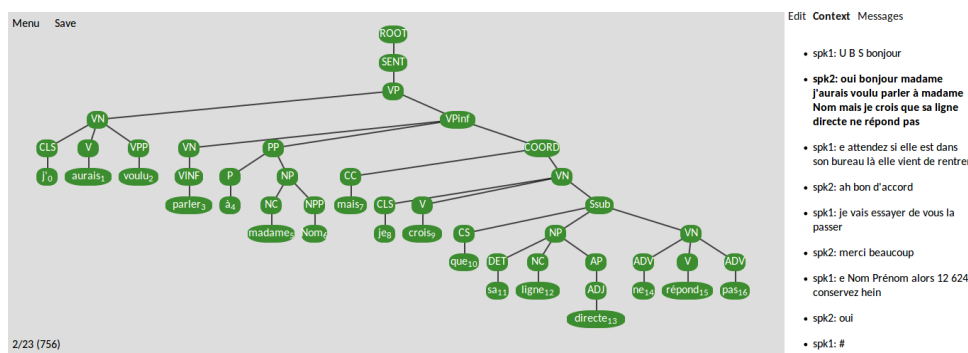 Menu Save
Edit Context Messages
ROOT
SENT
VP
VN VPinf
CLS V VPP VN PP COORD
j'0 aurais1 voulu2 VINF P NP CC VN
parler3 à4 NC NPP mais7 CLS V Ssub
madame5 Nom6 je8 crois9 CS NP VN
que10 DET NC AP ADV V ADV
sa11 ligne12 ADJ ne14 répond15 pas16
directe13
2/23 (756)
• spk1: U B S bonjour
• spk2: oui bonjour madame
j'aurais voulu parler à madame
Nom mais je crois que sa ligne
directe ne répond pas
• spk1: e attendez si elle est dans
son bureau là elle vient de rentrer
• spk2: ah bon d'accord
• spk1: je vais essayer de vous la
passer
• spk2: merci beaucoup
• spk1: e Nom Prénom alors 12 624
conservez hein
• spk2: oui
• spk1: #